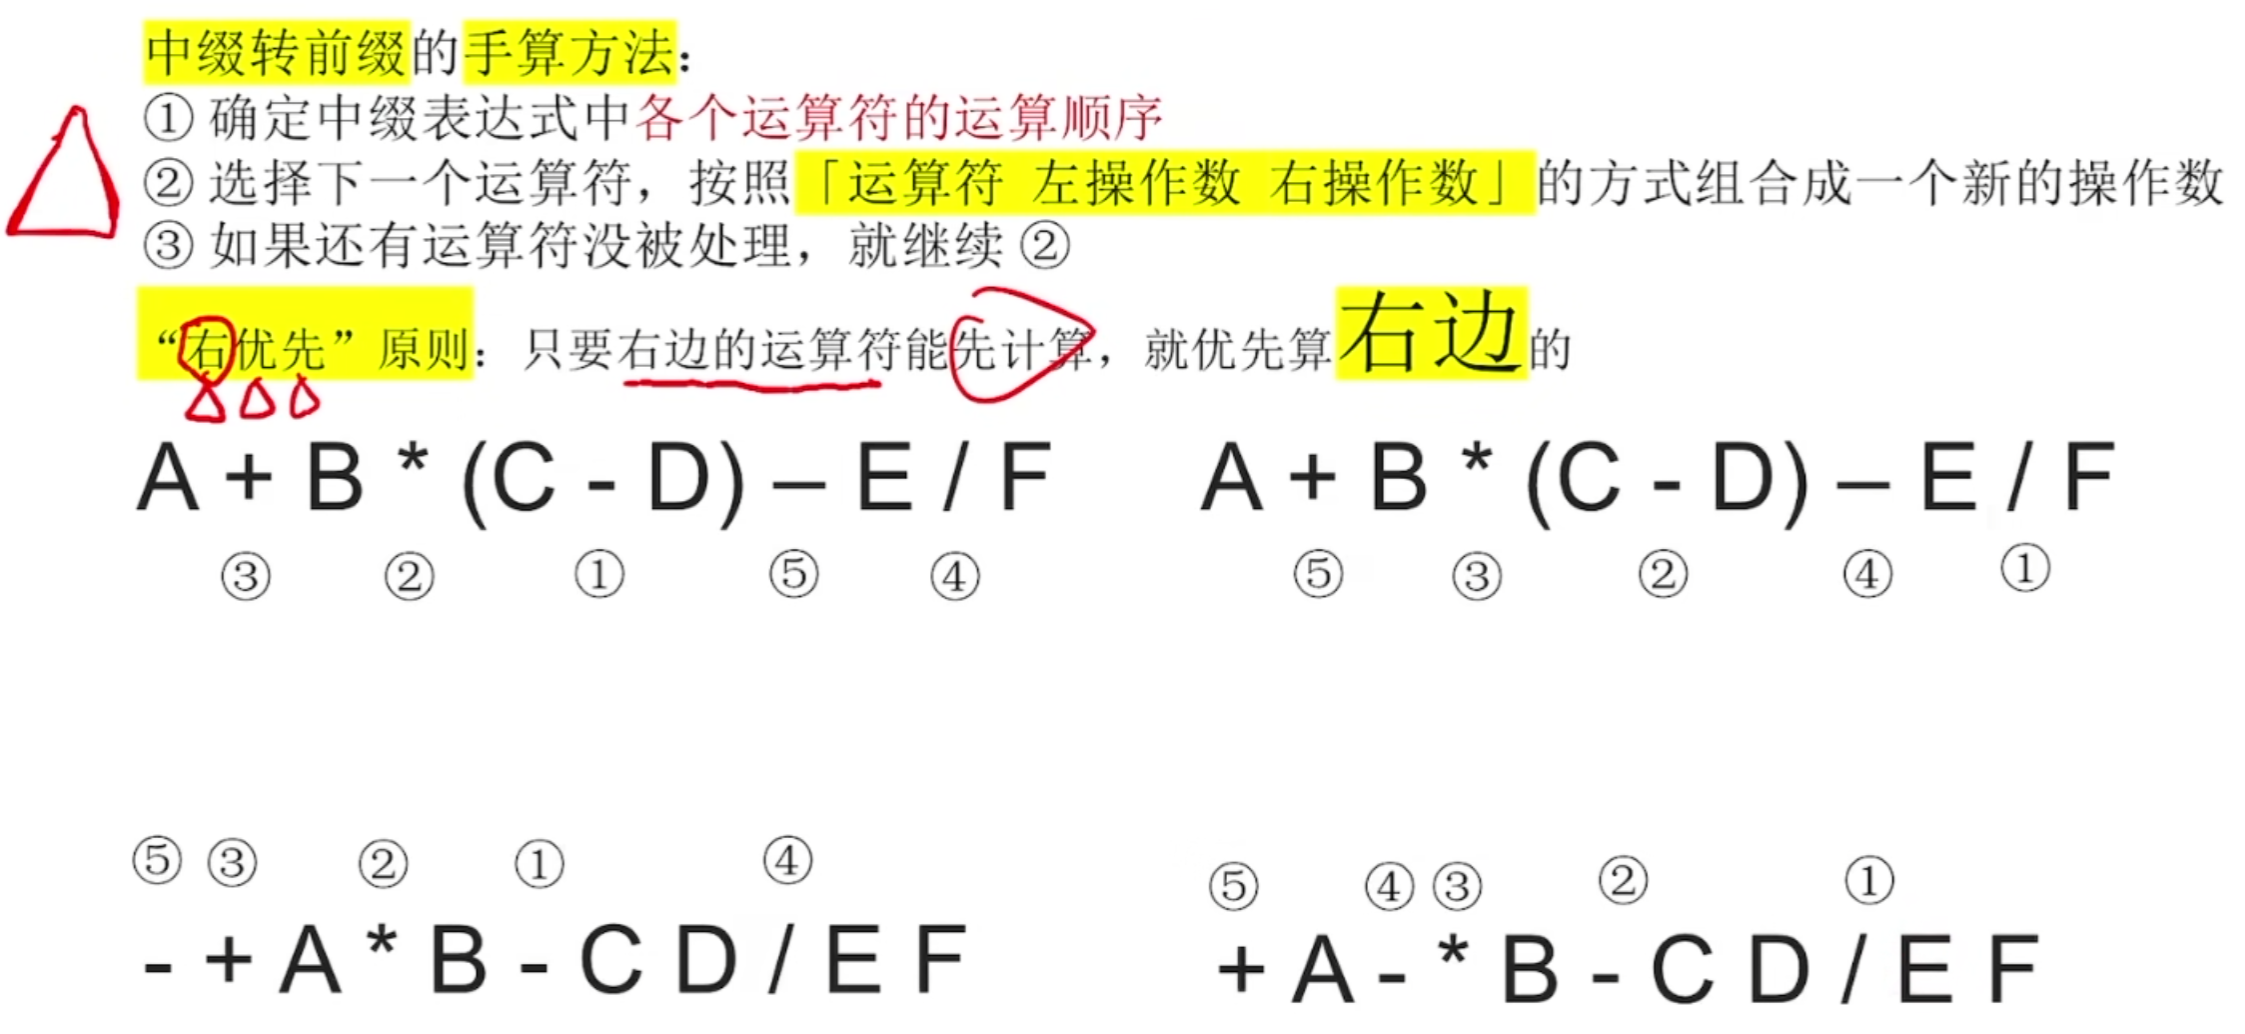 中缀转前缀的手算方法：
① 确定中缀表达式中各个运算符的运算顺序
② 选择下一个运算符，按照「运算符 左操作数 右操作数」的方式组合成一个新的操作数
③ 如果还有运算符没被处理，就继续 ②
“右优先”原则：只要右边的运算符能先计算，就优先算右边的
A + B * (C - D) – E / F
③ ② ① ⑤ ④
A + B * (C - D) – E / F
⑤ ③ ② ④ ①
⑤ ③ ② ① ④
- + A * B - C D / E F
⑤ ④ ③ ② ①
+ A - * B - C D / E F